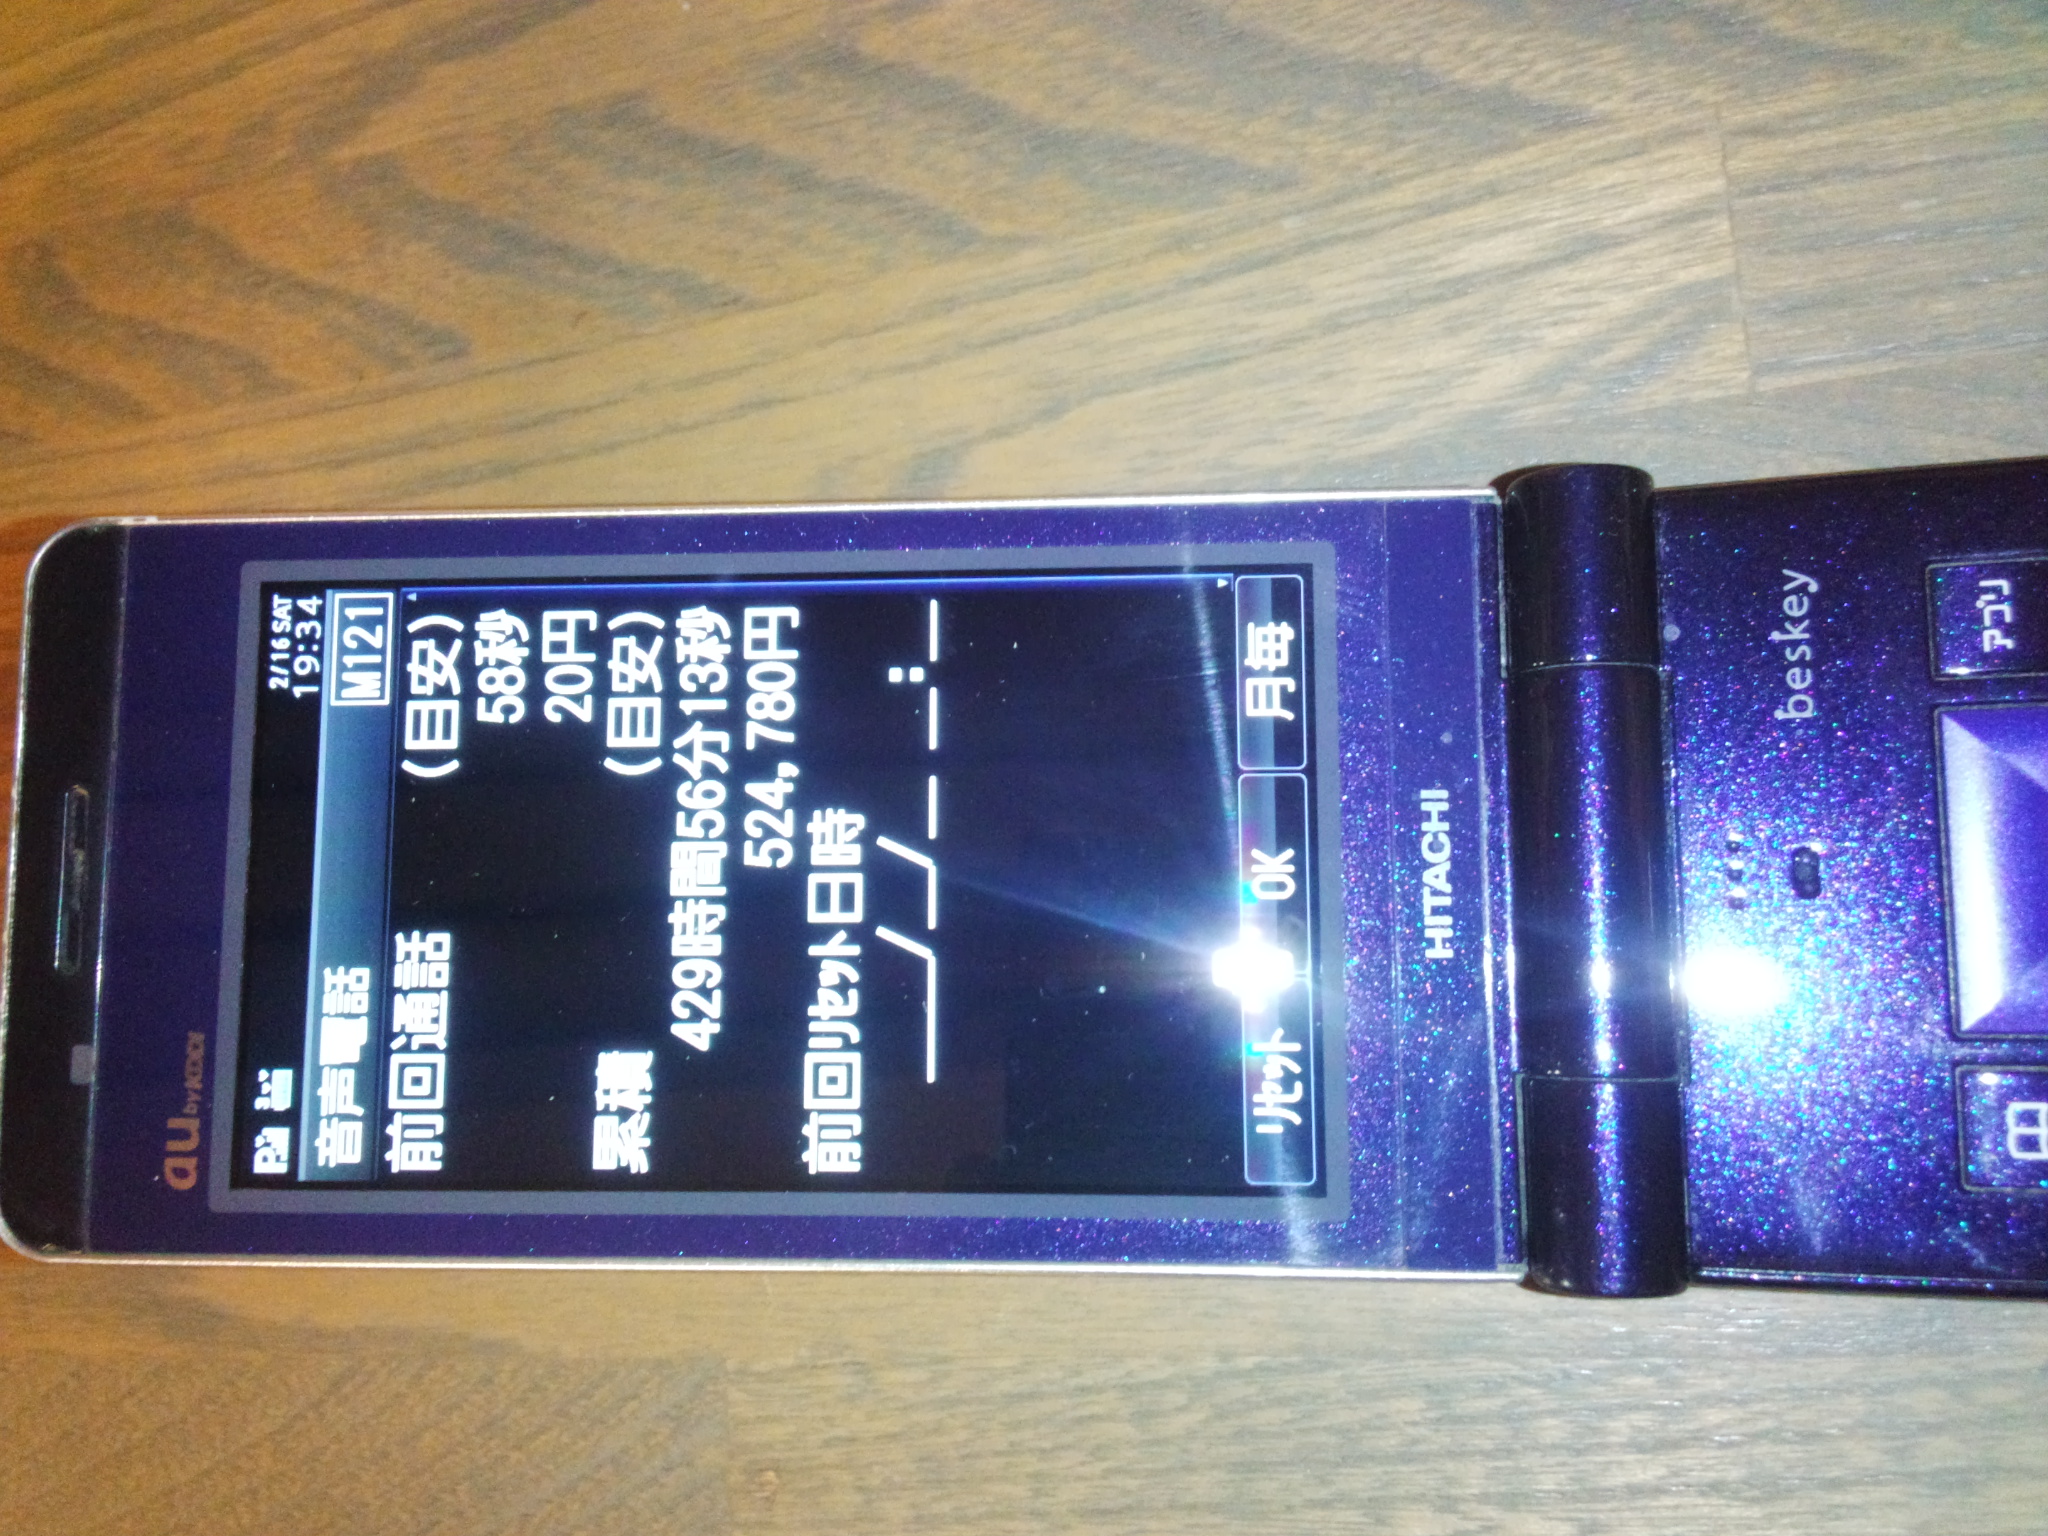 au by KDDI
2/16 SAT
19:34
音声電話 M121
前回通話 (目安)
58秒
20円
累積 (目安)
429時間56分13秒
524,780円
前回リセット日時
____/__/__ __:__
リセット OK 月毎
HITACHI
beskey
アプリ